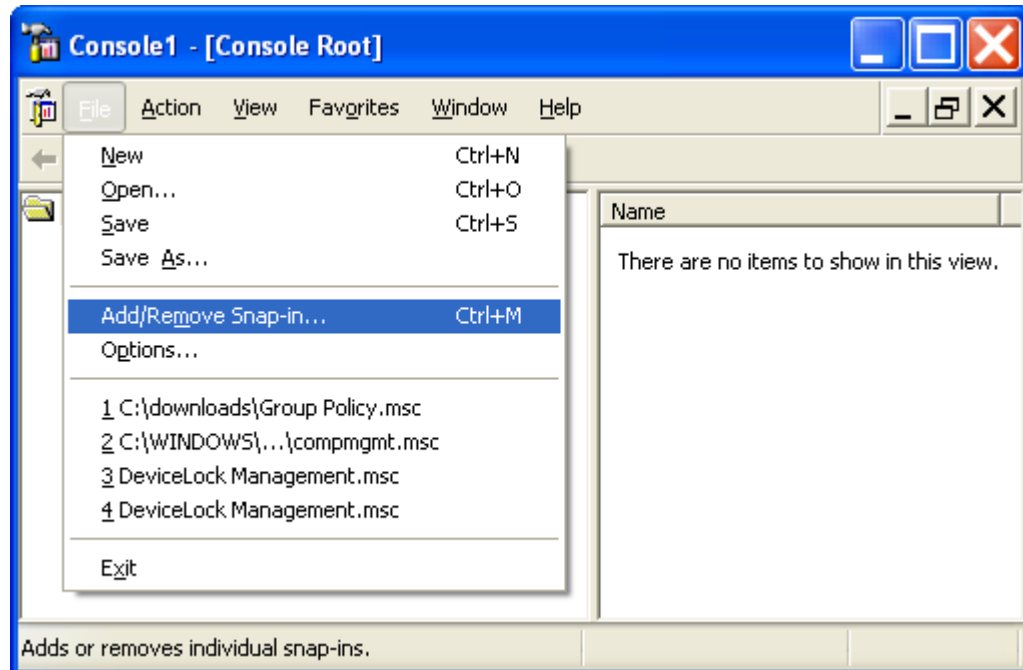 Console1 - [Console Root]
File Action View Favorites Window Help
New Ctrl+N
Open... Ctrl+O
Save Ctrl+S
Save As...
Add/Remove Snap-in... Ctrl+M
Options...
1 C:\downloads\Group Policy.msc
2 C:\WINDOWS\...\compmgmt.msc
3 DeviceLock Management.msc
4 DeviceLock Management.msc
Exit
Name
There are no items to show in this view.
Adds or removes individual snap-ins.